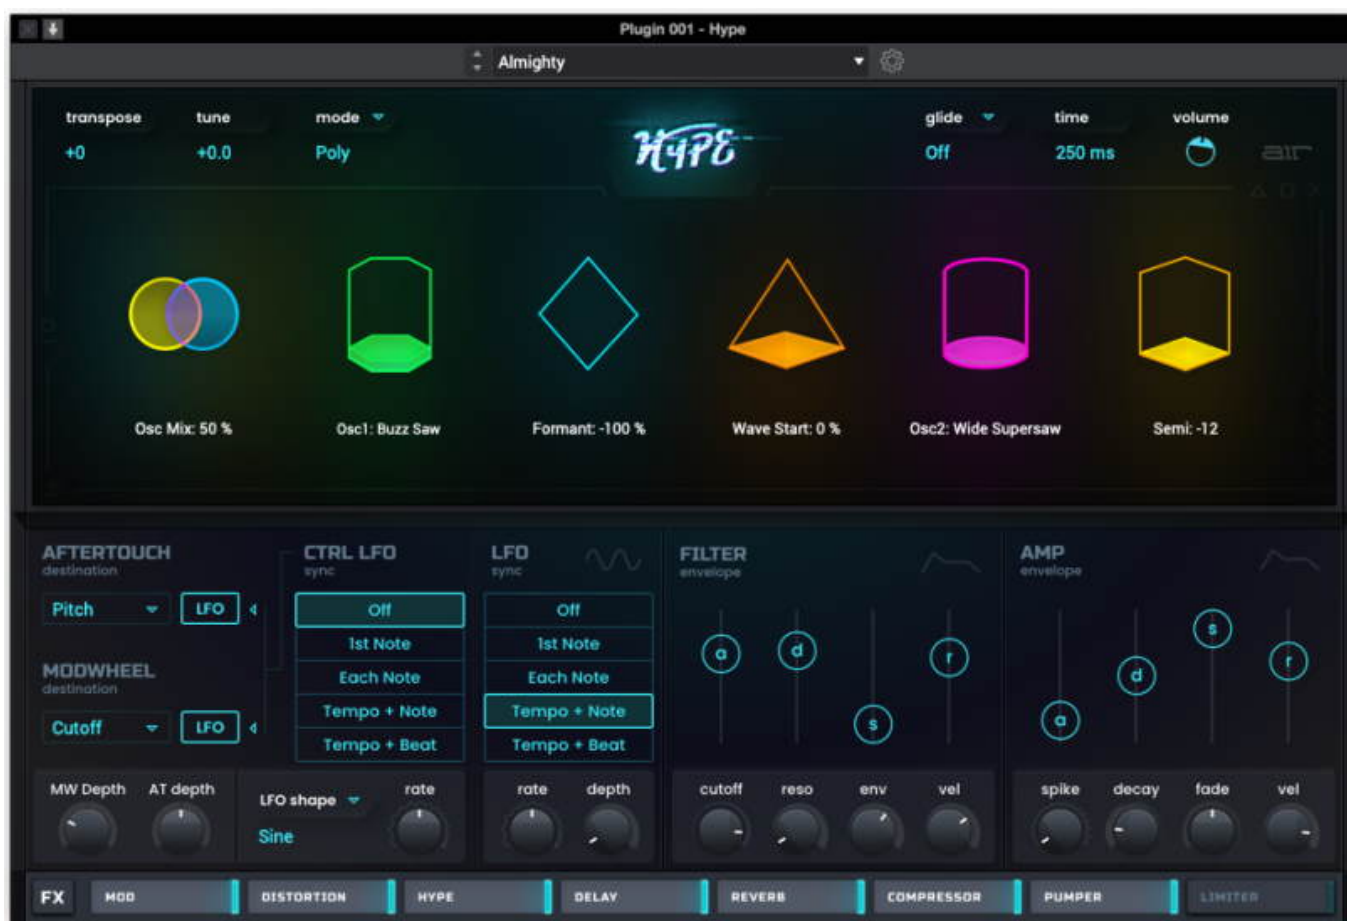 Plugin 001 - Hype
Almighty
transpose tune mode glide time volume
+0 +0.0 Poly Off 250 ms
HYPE
air
Osc Mix: 50 % Osc1: Buzz Saw Formant: -100 % Wave Start: 0 % Osc2: Wide Supersaw Semi: -12
AFTERTOUCH CTRL LFO LFO FILTER AMP
destination sync sync envelope envelope
Pitch LFO Off Off
1st Note 1st Note
a d s r a d s r
MODWHEEL
destination
Each Note Each Note
Cutoff LFO Tempo + Note Tempo + Note
Tempo + Beat Tempo + Beat
MW Depth AT depth LFO shape rate rate depth cutoff reso env vel spike decay fade vel
Sine
FX MOD DISTORTION HYPE DELAY REVERB COMPRESSOR PUMPER LIMITER